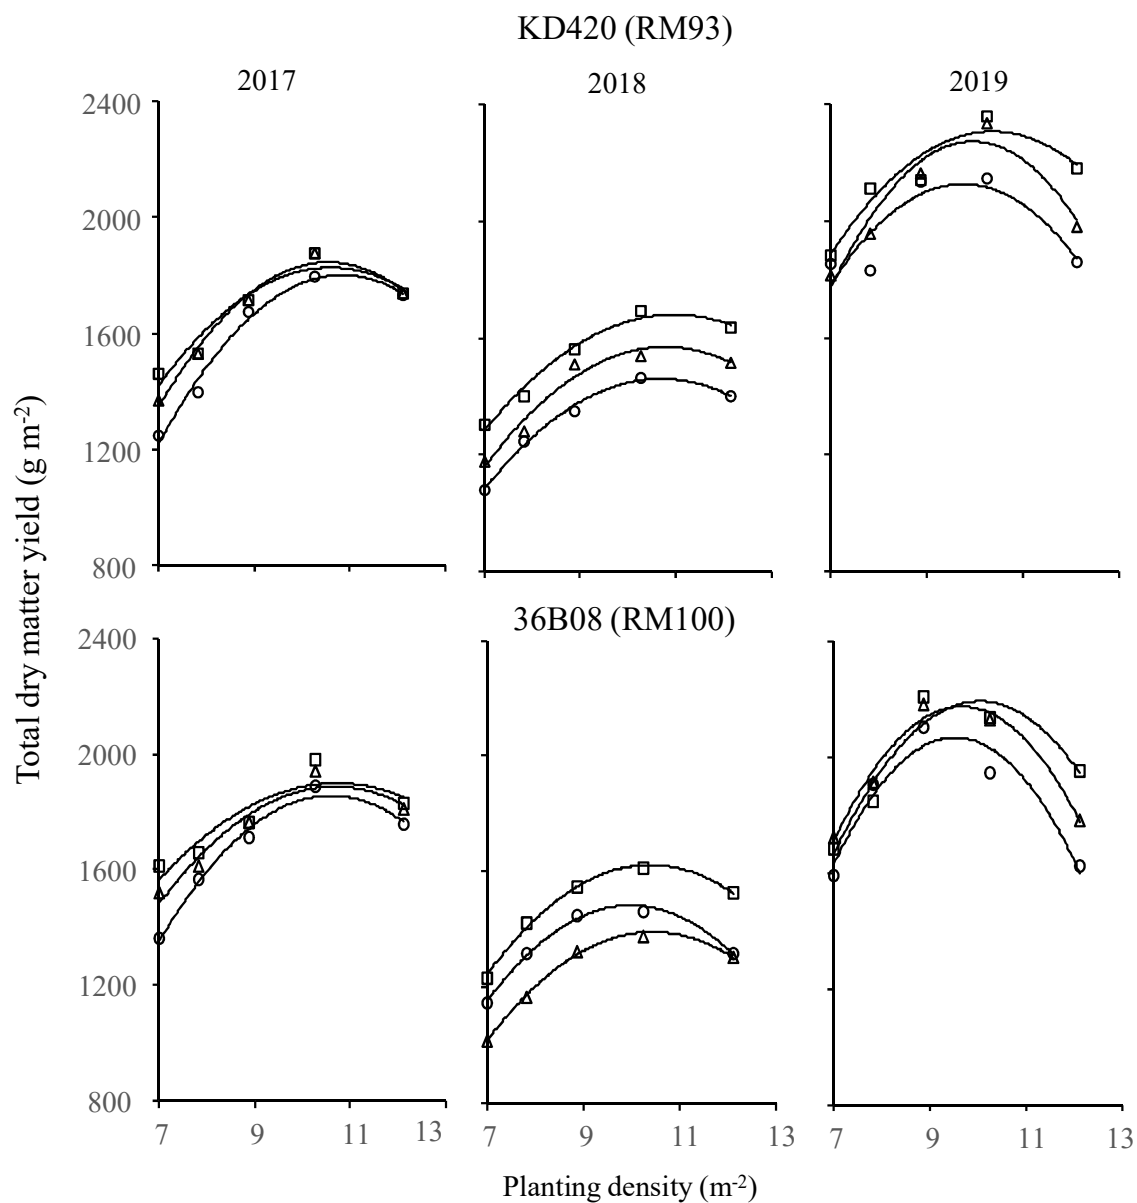 KD420 (RM93)
2017 2018 2019
2400
2000
1600
1200
800
36B08 (RM100)
2400
2000
1600
1200
800
7 9 11 13 7 9 11 13 7 9 11 13
Total dry matter yield (g m-2)
Planting density (m-2)